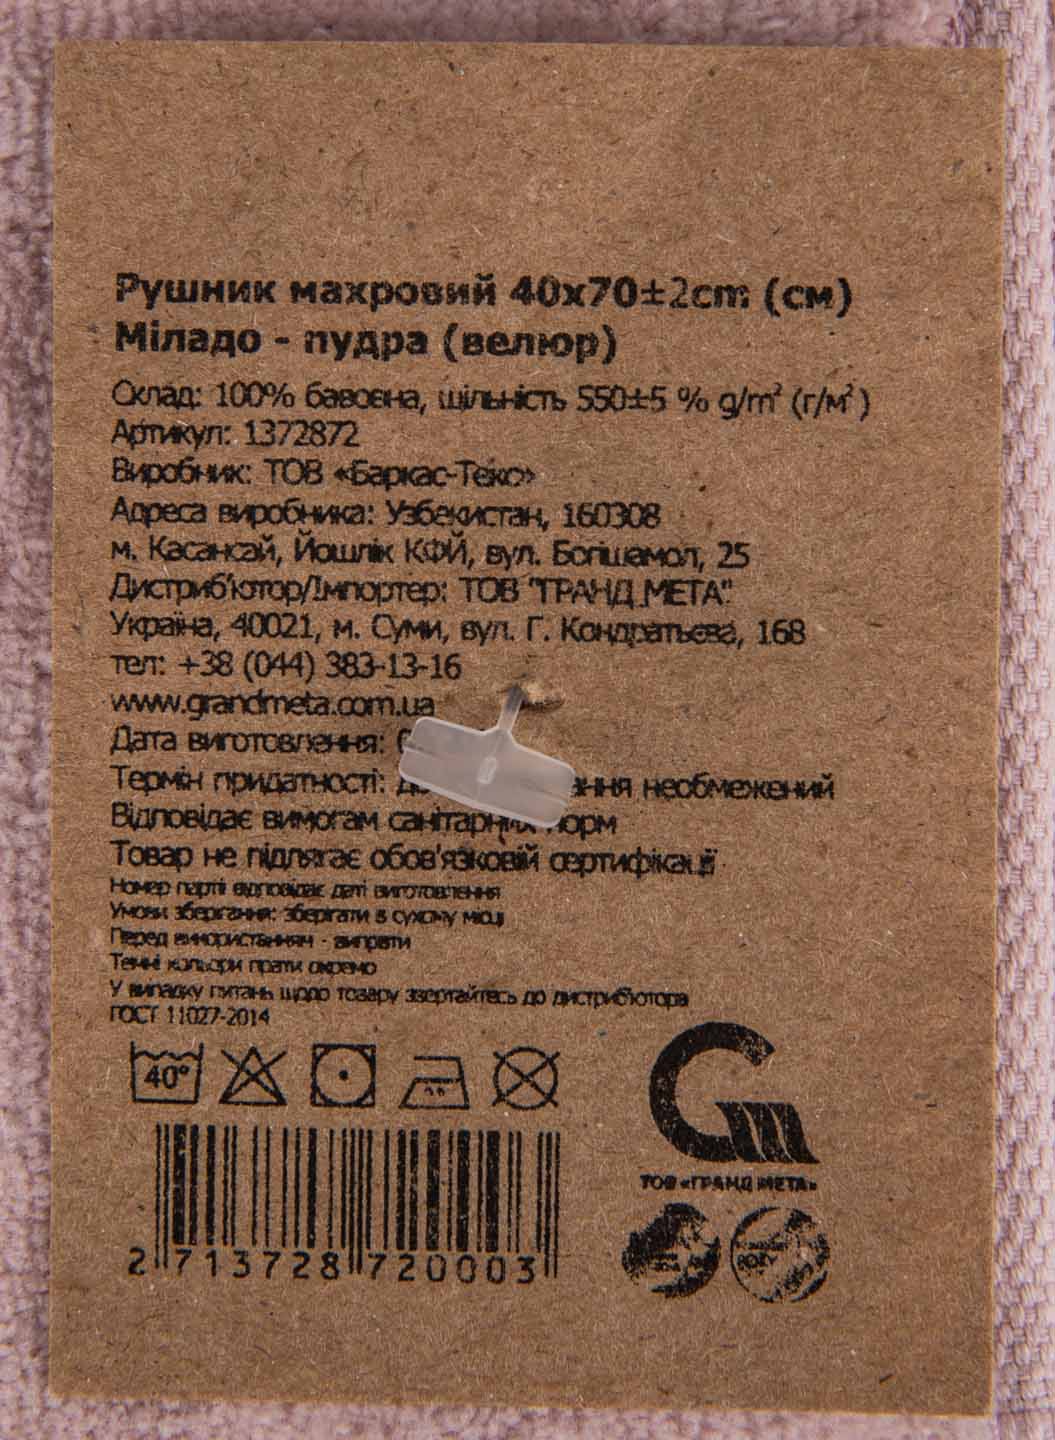 Рушник махровий 40х70±2cm (см)
Міладо - пудра (велюр)
Склад: 100% бавовна, щільність 550±5 % g/m² (г/м²)
Артикул: 1372872
Виробник: ТОВ «Баркас-Текс»
Адреса виробника: Узбекистан, 160308
м. Касансай, Йошлік КФЙ, вул. Богішамол, 25
Дистриб'ютор/Імпортер: ТОВ "ГРАНД МЕТА"
Україна, 40021, м. Суми, вул. Г. Кондратьєва, 168
тел: +38 (044) 383-13-16
www.grandmeta.com.ua
Дата виготовлення:
Термін придатності: необмежений
Відповідає вимогам санітарних норм
Товар не підлягає обов'язковій сертифікації
Номер партії відповідає даті виготовлення
Умови зберігання: зберігати в сухому місці
Перед використанням - випрати
Темні кольори прати окремо
У випадку питань щодо товару звертайтесь до дистриб'ютора
ГОСТ 11027-2014
40°
ТОВ «ГРАНД МЕТА»
2 713728 720003